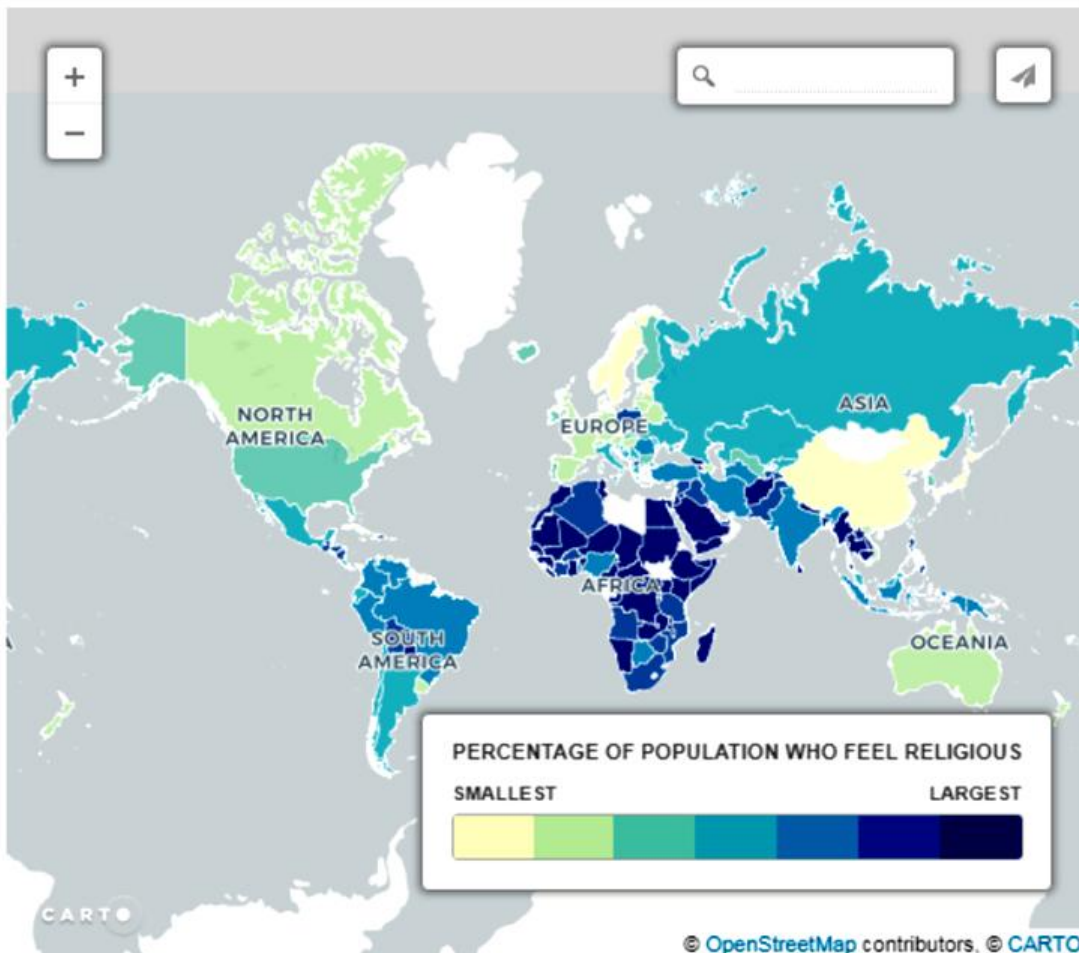 +
−
NORTH
AMERICA
EUROPE
ASIA
AFRICA
SOUTH
AMERICA
OCEANIA
A
PERCENTAGE OF POPULATION WHO FEEL RELIGIOUS
SMALLEST LARGEST
CARTO
© OpenStreetMap contributors, © CARTO